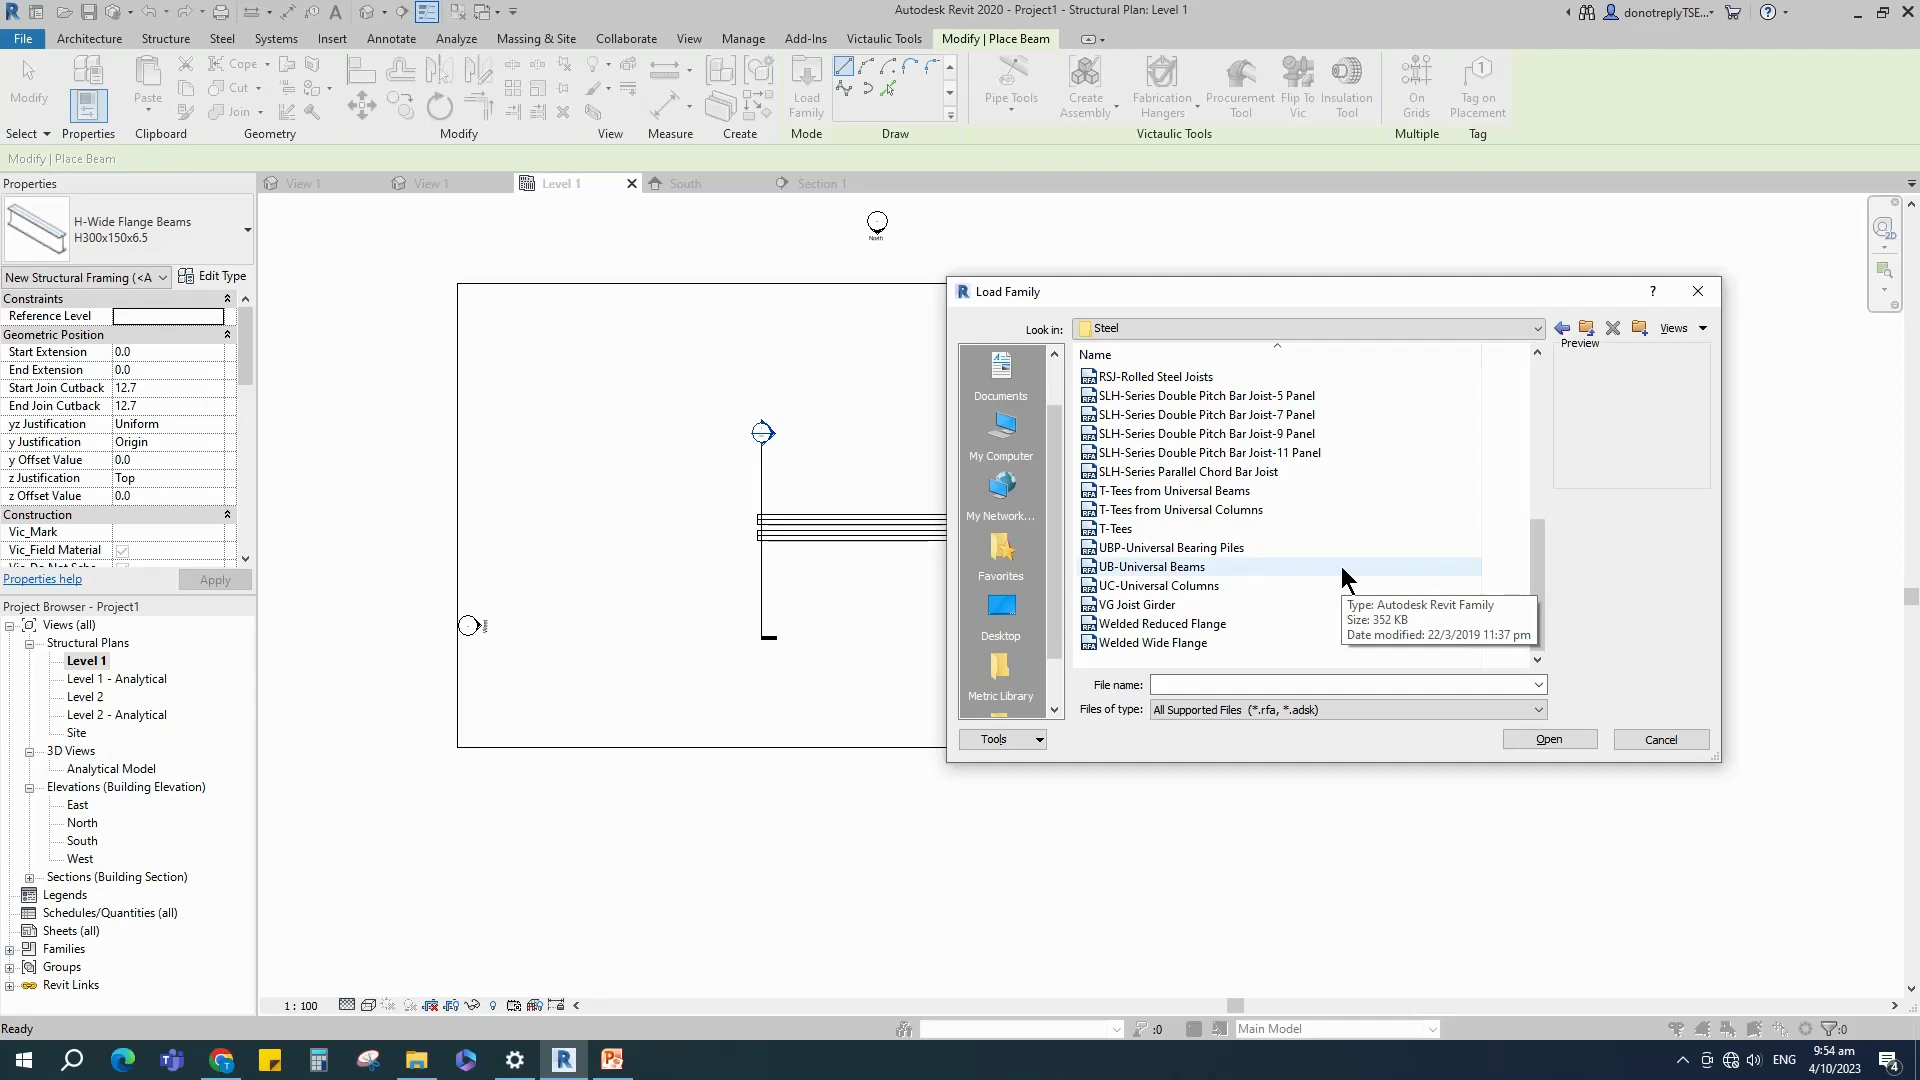 Autodesk Revit 2020 - Project1 - Structural Plan: Level 1
donotreplyTSE...
File
Architecture
Structure
Steel
Systems
Insert
Annotate
Analyze
Massing & Site
Collaborate
View
Manage
Add-Ins
Victaulic Tools
Modify | Place Beam
Modify
Paste
Cope
Cut
Join
Load
Family
Pipe Tools
Create
Assembly
Fabrication
Hangers
Procurement
Tool
Flip To
Vic
Insulation
Tool
On
Grids
Tag on
Placement
Select
Properties
Clipboard
Geometry
Modify
View
Measure
Create
Mode
Draw
Victaulic Tools
Multiple
Tag
Modify | Place Beam
Properties
View 1
View 1
Level 1
South
Section 1
H-Wide Flange Beams
H300x150x6.5
New Structural Framing (<A
Edit Type
Constraints
Reference Level
Geometric Position
Start Extension 0.0
End Extension 0.0
Start Join Cutback 12.7
End Join Cutback 12.7
yz Justification Uniform
y Justification Origin
y Offset Value 0.0
z Justification Top
z Offset Value 0.0
Construction
Vic_Mark
Vic_Field Material
Properties help
Apply
Project Browser - Project1
Views (all)
Structural Plans
Level 1
Level 1 - Analytical
Level 2
Level 2 - Analytical
Site
3D Views
Analytical Model
Elevations (Building Elevation)
East
North
South
West
Sections (Building Section)
Legends
Schedules/Quantities (all)
Sheets (all)
Families
Groups
Revit Links
North
West
2D
Load Family
Look in:
Steel
Views
Preview
Name
Documents
My Computer
My Network...
Favorites
Desktop
Metric Library
RSJ-Rolled Steel Joists
SLH-Series Double Pitch Bar Joist-5 Panel
SLH-Series Double Pitch Bar Joist-7 Panel
SLH-Series Double Pitch Bar Joist-9 Panel
SLH-Series Double Pitch Bar Joist-11 Panel
SLH-Series Parallel Chord Bar Joist
T-Tees from Universal Beams
T-Tees from Universal Columns
T-Tees
UBP-Universal Bearing Piles
UB-Universal Beams
UC-Universal Columns
VG Joist Girder
Welded Reduced Flange
Welded Wide Flange
Type: Autodesk Revit Family
Size: 352 KB
Date modified: 22/3/2019 11:37 pm
File name:
Files of type:
All Supported Files (*.rfa, *.adsk)
Tools
Open
Cancel
1 : 100
Ready
:0
Main Model
:0
ENG
9:54 am
4/10/2023
4